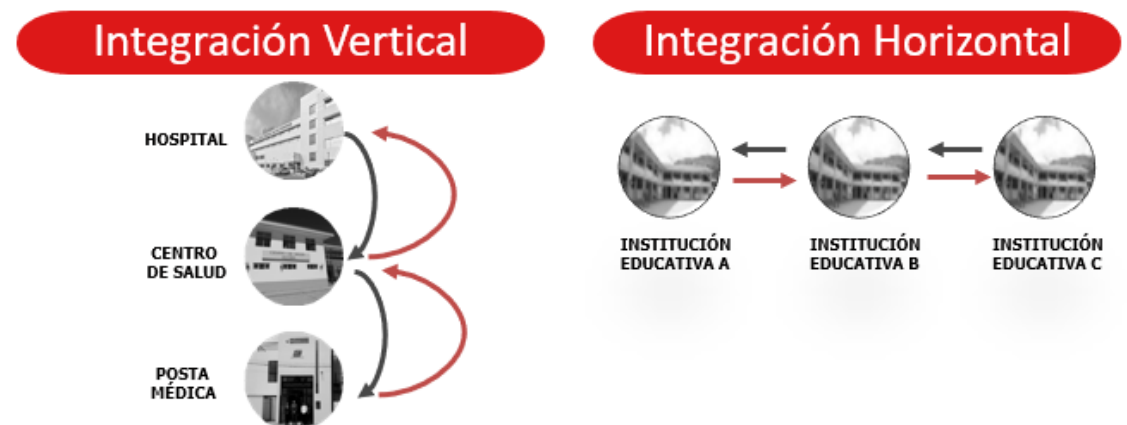 Integración Vertical
HOSPITAL
CENTRO
DE SALUD
POSTA
MÉDICA
Integración Horizontal
INSTITUCIÓN
EDUCATIVA A
INSTITUCIÓN
EDUCATIVA B
INSTITUCIÓN
EDUCATIVA C